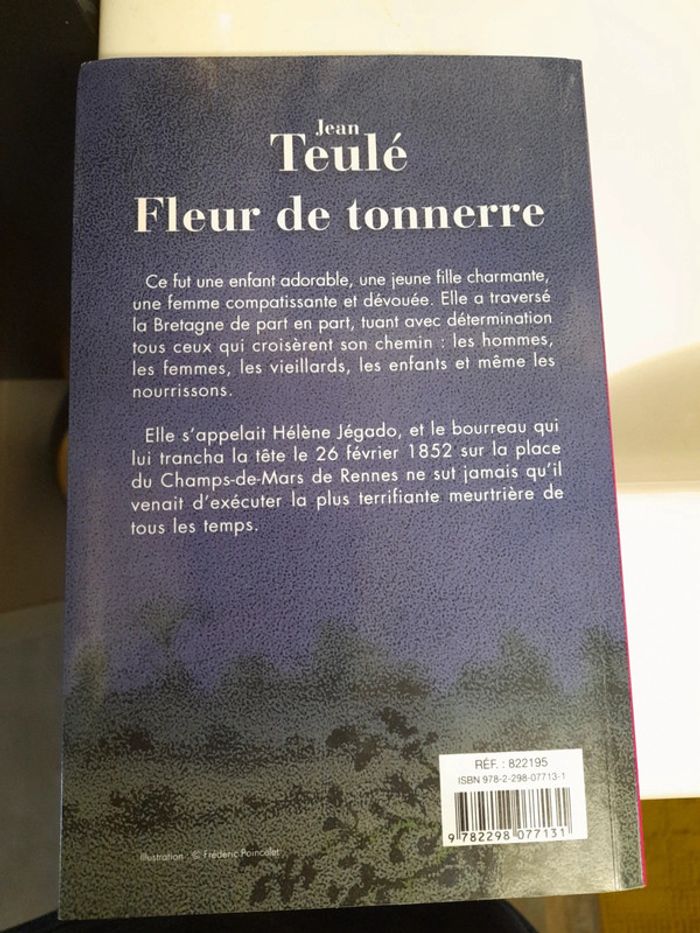 Jean
Teulé
Fleur de tonnerre
Ce fut une enfant adorable, une jeune fille charmante,
une femme compatissante et dévouée. Elle a traversé
la Bretagne de part en part, tuant avec détermination
tous ceux qui croisèrent son chemin : les hommes,
les femmes, les vieillards, les enfants et même les
nourrissons.
Elle s'appelait Hélène Jégado, et le bourreau qui
lui trancha la tête le 26 février 1852 sur la place
du Champs-de-Mars de Rennes ne sut jamais qu'il
venait d'exécuter la plus terrifiante meurtrière de
tous les temps.
RÉF. : 822195
ISBN 978-2-298-07713-1
9 782298 077131
Illustration : © Frédéric Poincelet